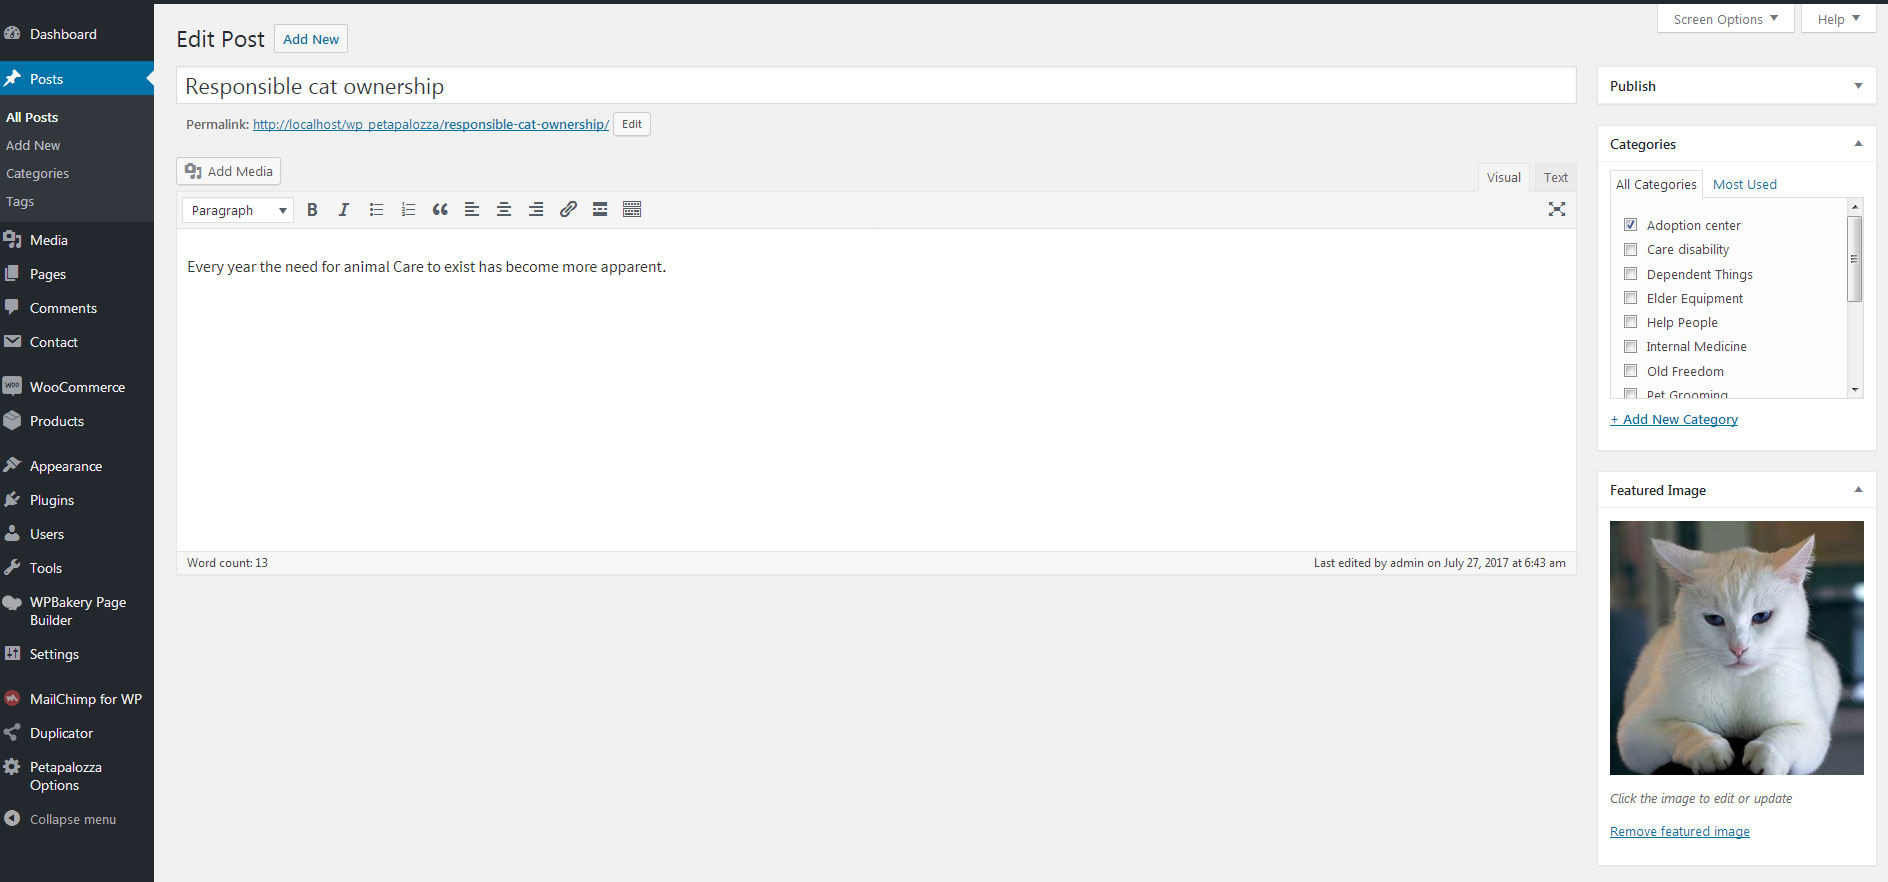 Dashboard
Posts
All Posts
Add New
Categories
Tags
Media
Pages
Comments
Contact
WooCommerce
Products
Appearance
Plugins
Users
Tools
WPBakery Page
Builder
Settings
MailChimp for WP
Duplicator
Petapalozza
Options
Collapse menu
Screen Options
Help
Edit Post
Add New
Responsible cat ownership
Permalink: http://localhost/wp_petapalozza/responsible-cat-ownership/ Edit
Add Media
Visual
Text
Paragraph
Every year the need for animal Care to exist has become more apparent.
Word count: 13
Last edited by admin on July 27, 2017 at 6:43 am
Publish
Categories
All Categories
Most Used
Adoption center
Care disability
Dependent Things
Elder Equipment
Help People
Internal Medicine
Old Freedom
Pet Grooming
+ Add New Category
Featured Image
Click the image to edit or update
Remove featured image